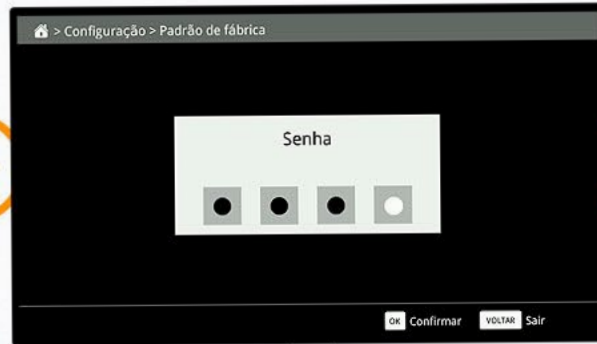 > Configuração > Padrão de fábrica
Senha
OK Confirmar VOLTAR Sair